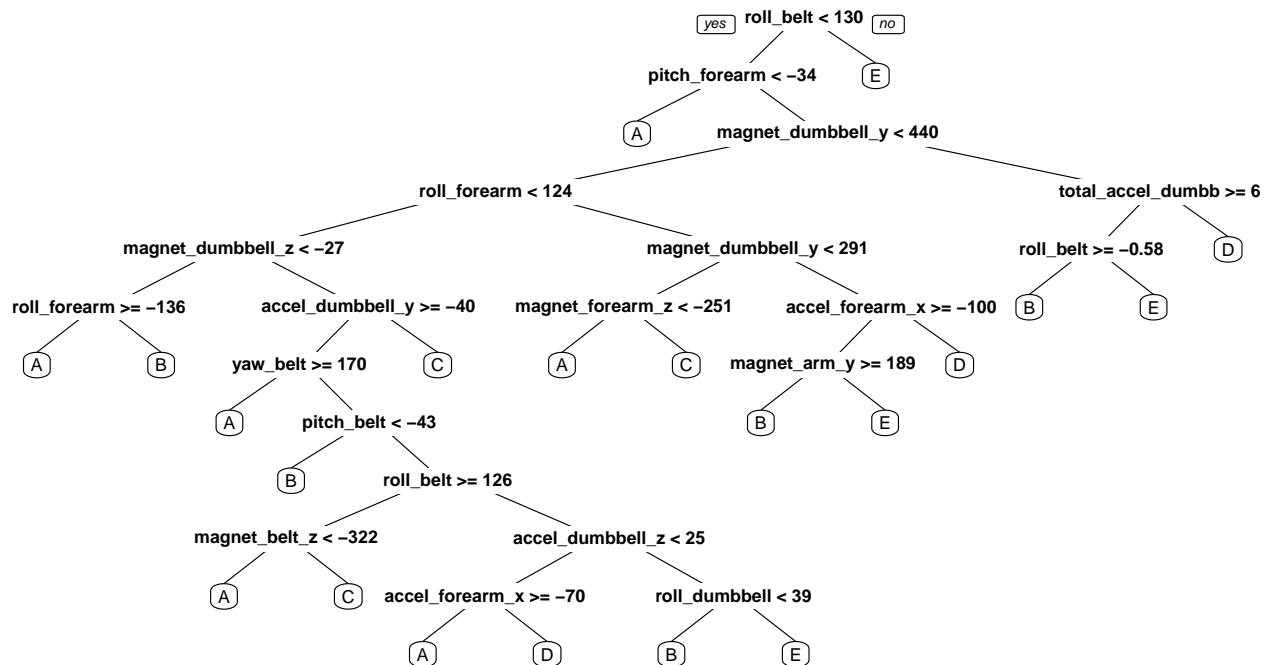 yes roll_belt < 130 no
pitch_forearm < −34 E
A magnet_dumbbell_y < 440
roll_forearm < 124 total_accel_dumbb >= 6
magnet_dumbbell_z < −27 magnet_dumbbell_y < 291 roll_belt >= −0.58 D
roll_forearm >= −136 accel_dumbbell_y >= −40 magnet_forearm_z < −251 accel_forearm_x >= −100 B E
A B yaw_belt >= 170 C A C magnet_arm_y >= 189 D
A pitch_belt < −43 B E
B roll_belt >= 126
magnet_belt_z < −322 accel_dumbbell_z < 25
A C accel_forearm_x >= −70 roll_dumbbell < 39
A D B E